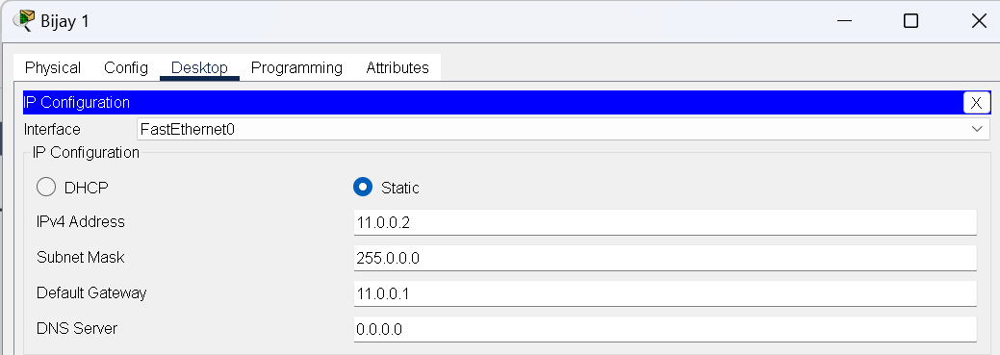 Bijay 1
Physical Config Desktop Programming Attributes
IP Configuration X
Interface FastEthernet0
IP Configuration
DHCP Static
IPv4 Address 11.0.0.2
Subnet Mask 255.0.0.0
Default Gateway 11.0.0.1
DNS Server 0.0.0.0